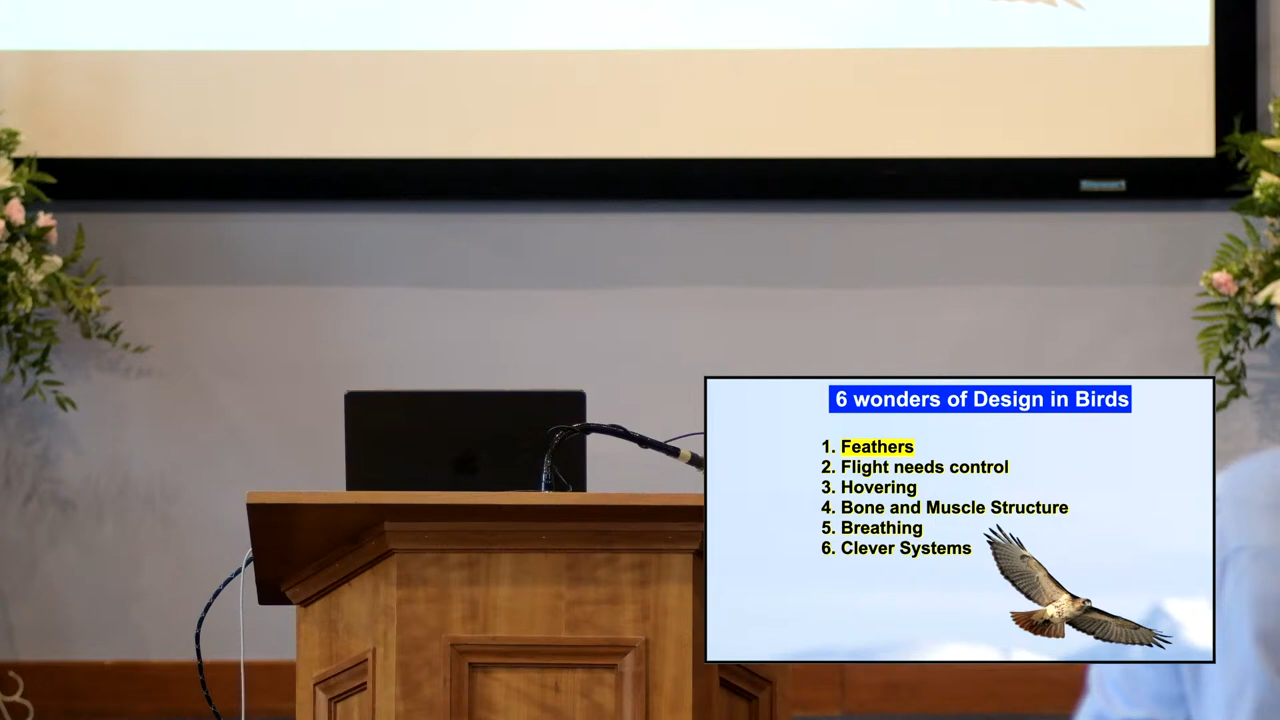 6 wonders of Design in Birds
1. Feathers
2. Flight needs control
3. Hovering
4. Bone and Muscle Structure
5. Breathing
6. Clever Systems